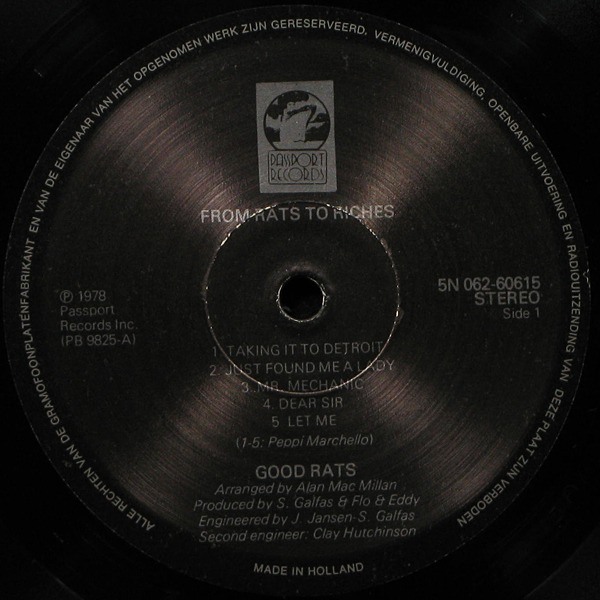 ALLE RECHTEN VAN DE GRAMOFOONPLATENFABRIKANT EN VAN DE EIGENAAR VAN HET OPGENOMEN WERK ZIJN GERESERVEERD. VERMENIGVULDIGING, OPENBARE UITVOERING EN RADIOUITZENDING VAN DEZE PLAAT ZIJN VERBODEN
PASSPORT
RECORDS
FROM RATS TO RICHES
℗ 1978
Passport
Records Inc.
(PB 9825-A)
5N 062-60615
STEREO
Side 1
1. TAKING IT TO DETROIT
2. JUST FOUND ME A LADY
3. MR. MECHANIC
4. DEAR SIR
5. LET ME
(1-5: Peppi Marchello)
GOOD RATS
Arranged by Alan Mac Millan
Produced by S. Galfas & Flo & Eddy
Engineered by J. Jansen-S. Galfas
Second engineer: Clay Hutchinson
MADE IN HOLLAND